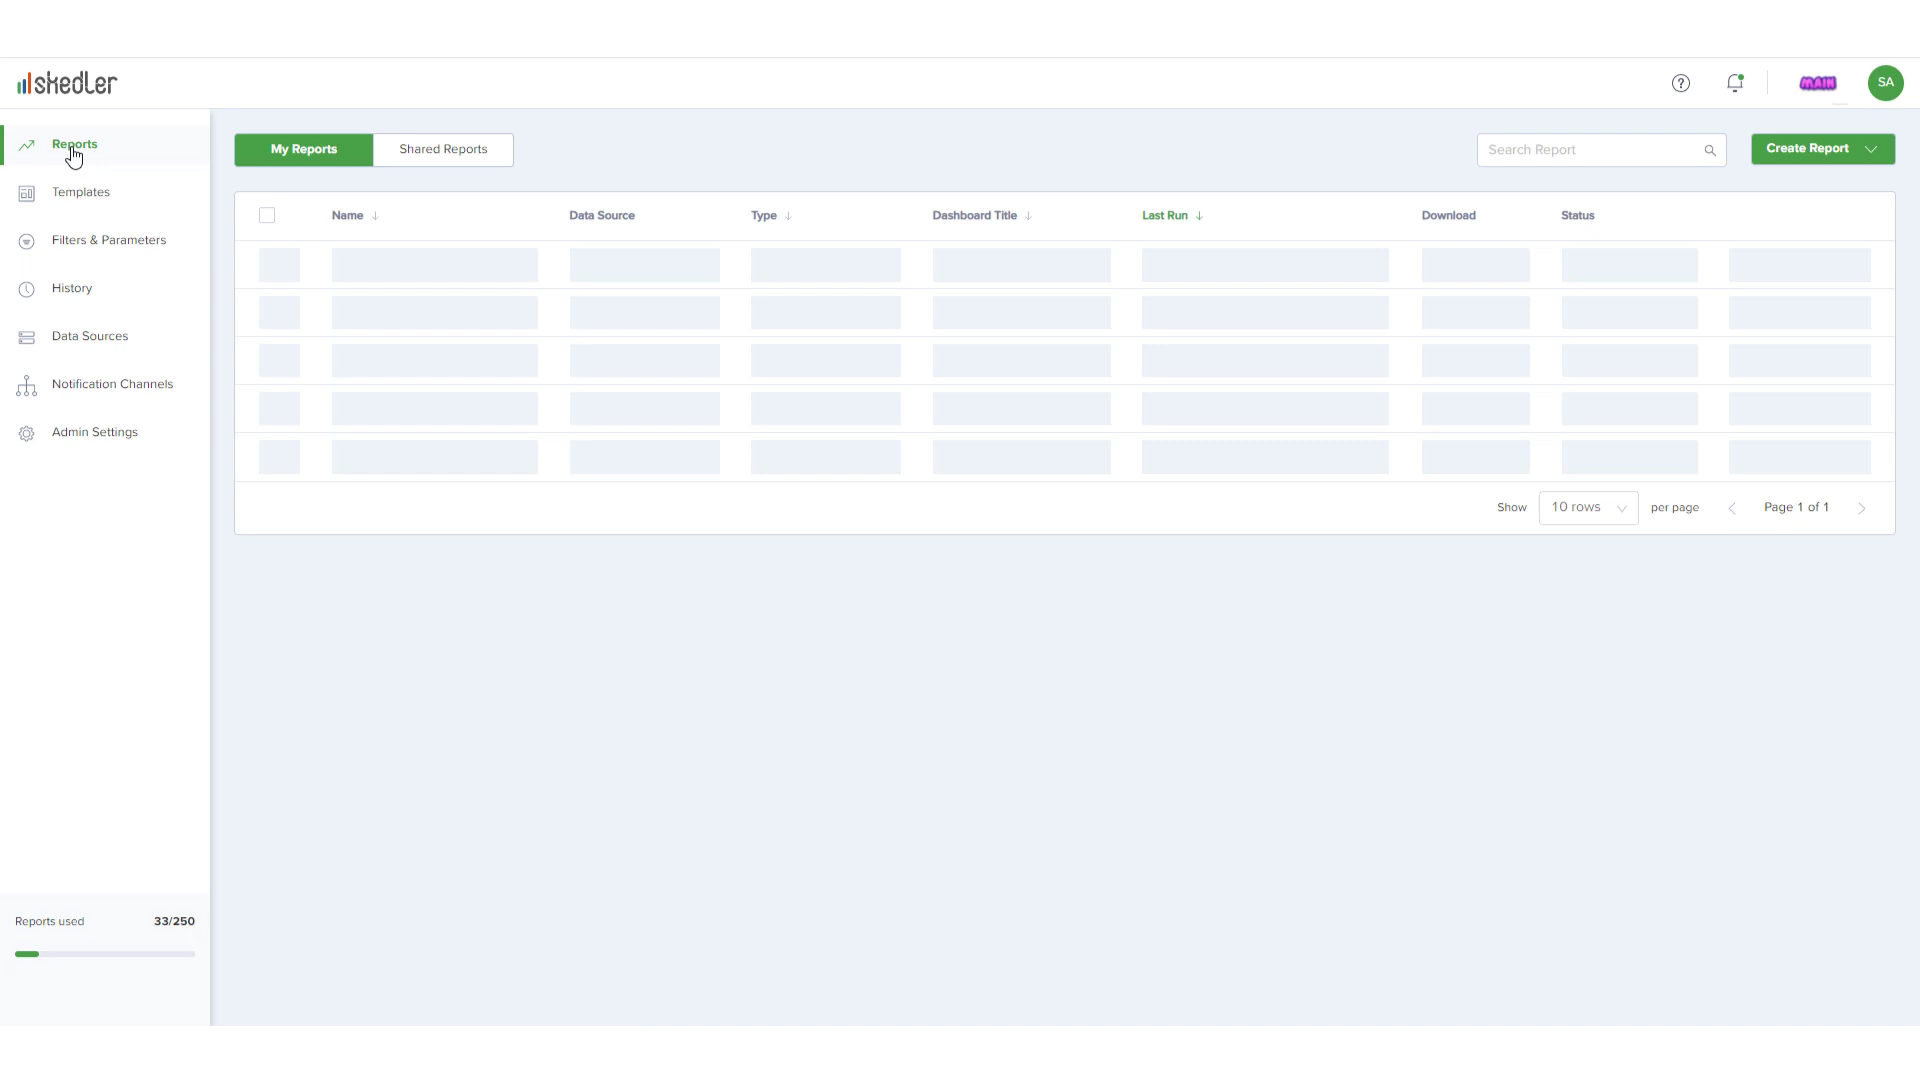 skedler
?
MAIN
SA
Reports
Templates
Filters & Parameters
History
Data Sources
Notification Channels
Admin Settings
Reports used 33/250
My Reports Shared Reports
Search Report
Create Report
Name Data Source Type Dashboard Title Last Run Download Status
Show 10 rows per page Page 1 of 1